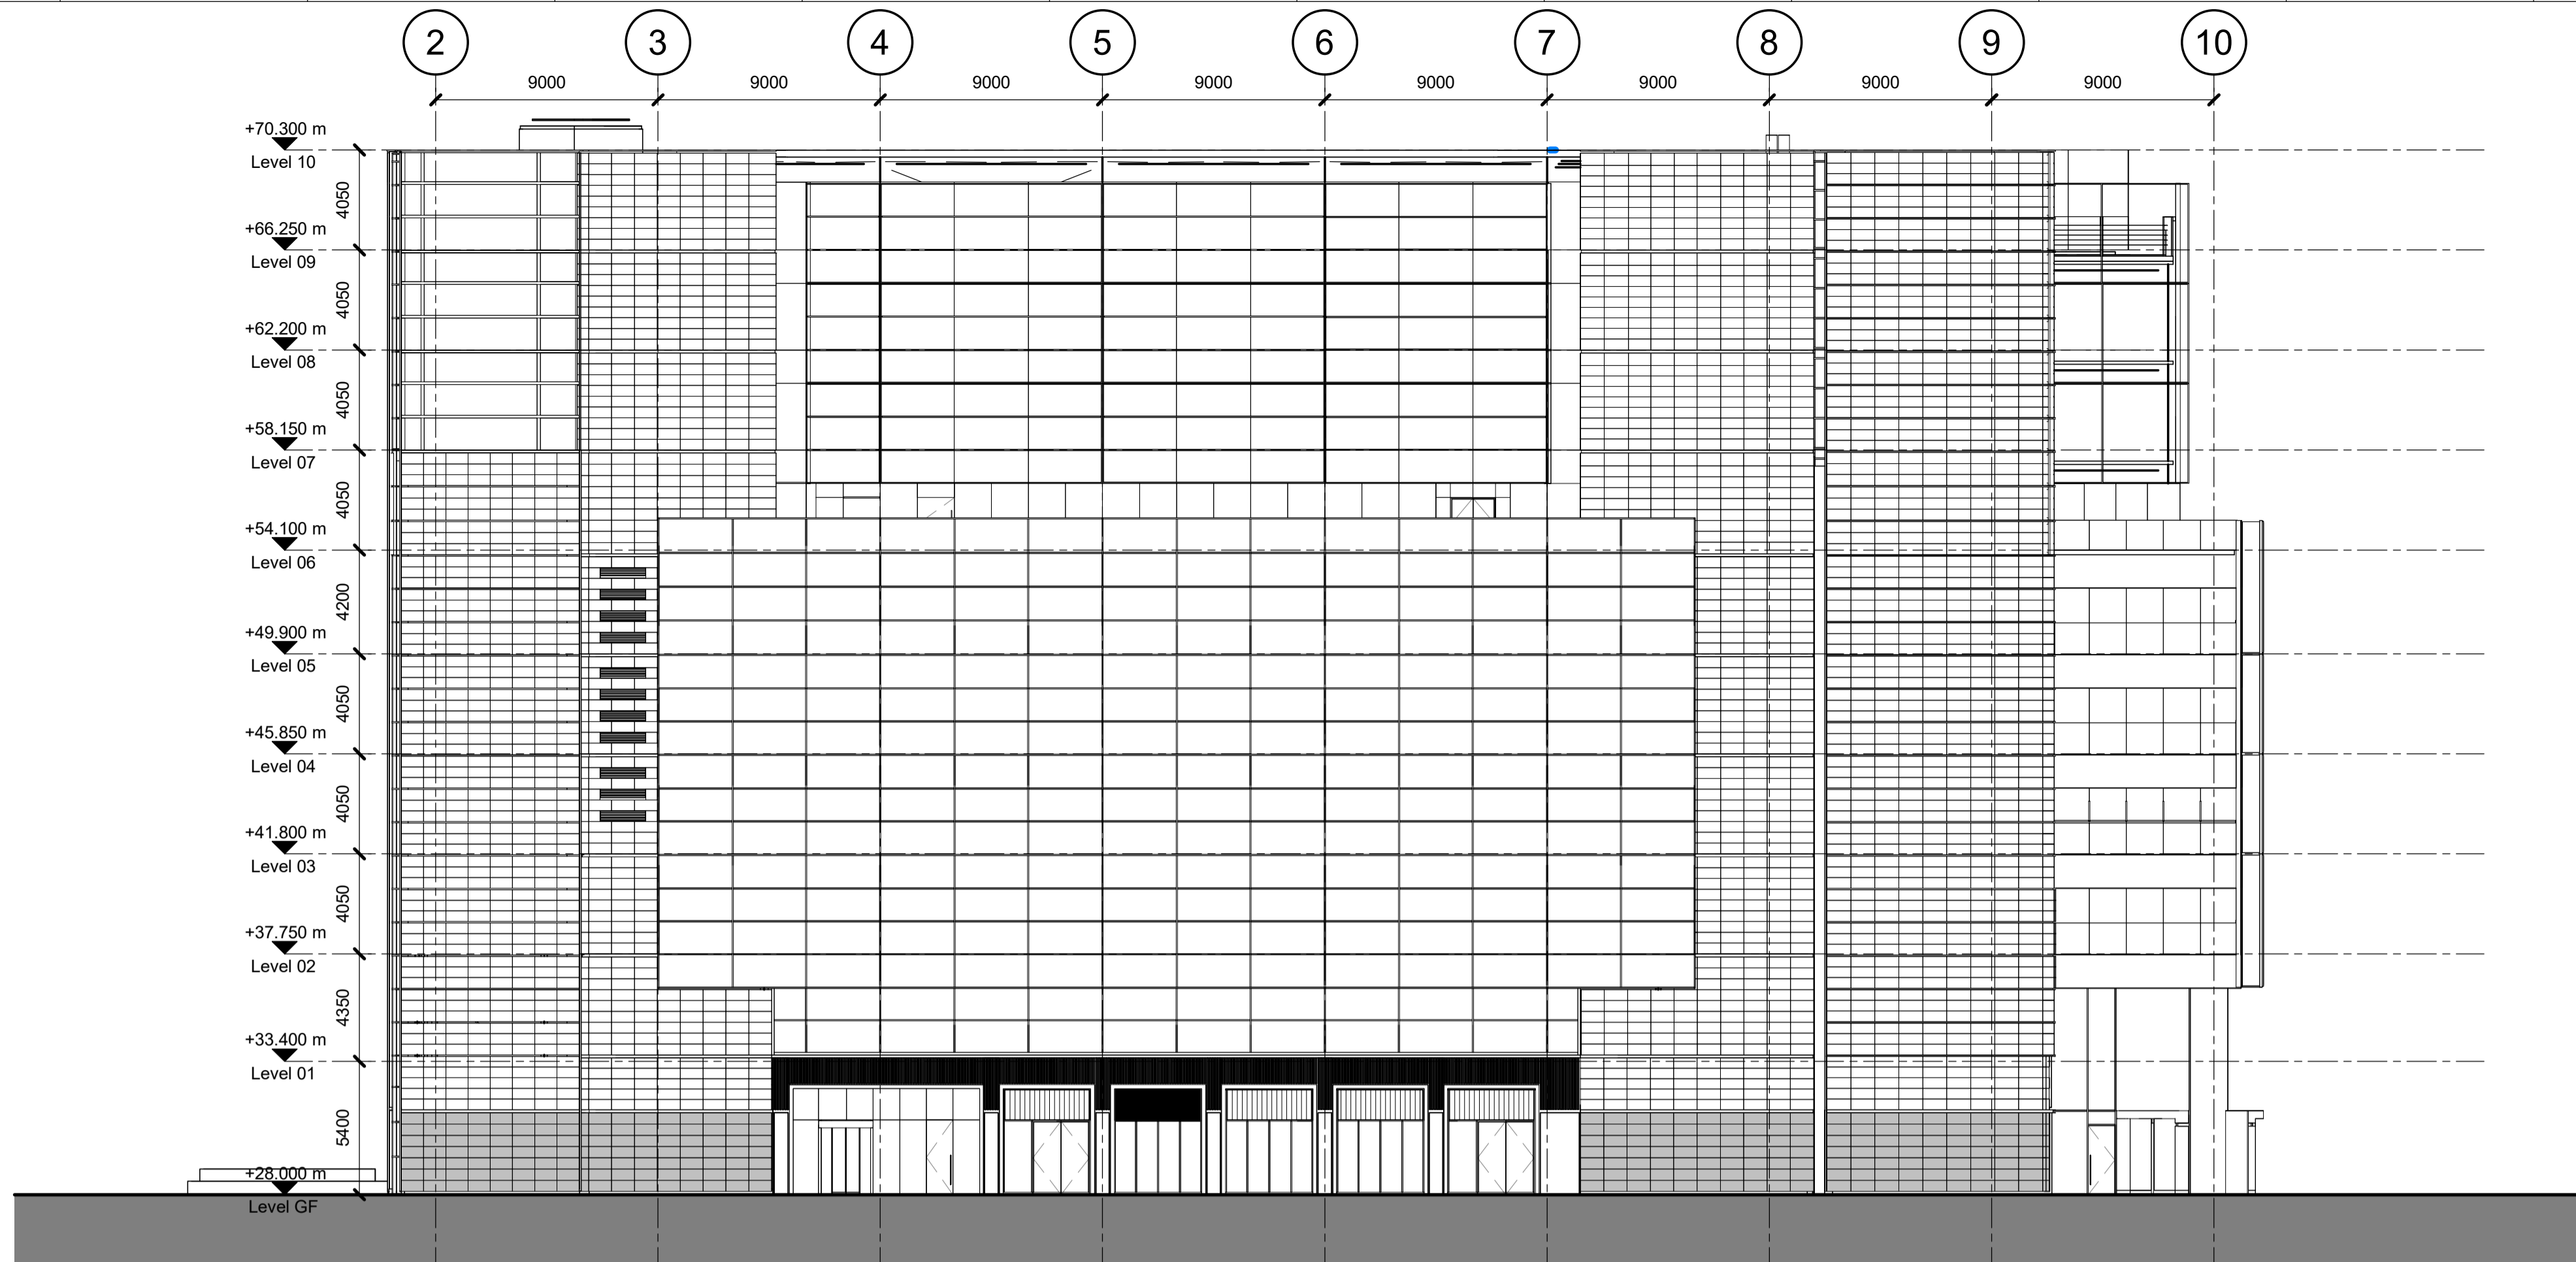 2 3 4 5 6 7 8 9 10
9000 9000 9000 9000 9000 9000 9000 9000
+70.300 m
Level 10
4050
+66.250 m
Level 09
4050
+62.200 m
Level 08
4050
+58.150 m
Level 07
4050
+54.100 m
Level 06
4200
+49.900 m
Level 05
4050
+45.850 m
Level 04
4050
+41.800 m
Level 03
4050
+37.750 m
Level 02
4350
+33.400 m
Level 01
5400
+28.000 m
Level GF